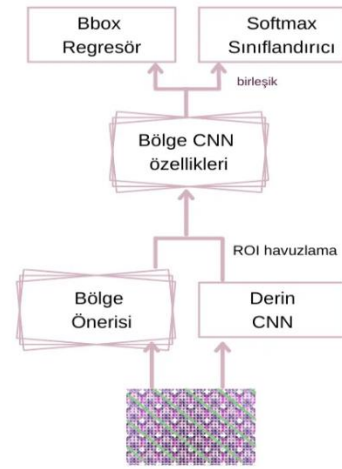 Bbox
Regresör
Softmax
Sınıflandırıcı
birleşik
Bölge CNN
özellikleri
ROI havuzlama
Bölge
Önerisi
Derin
CNN